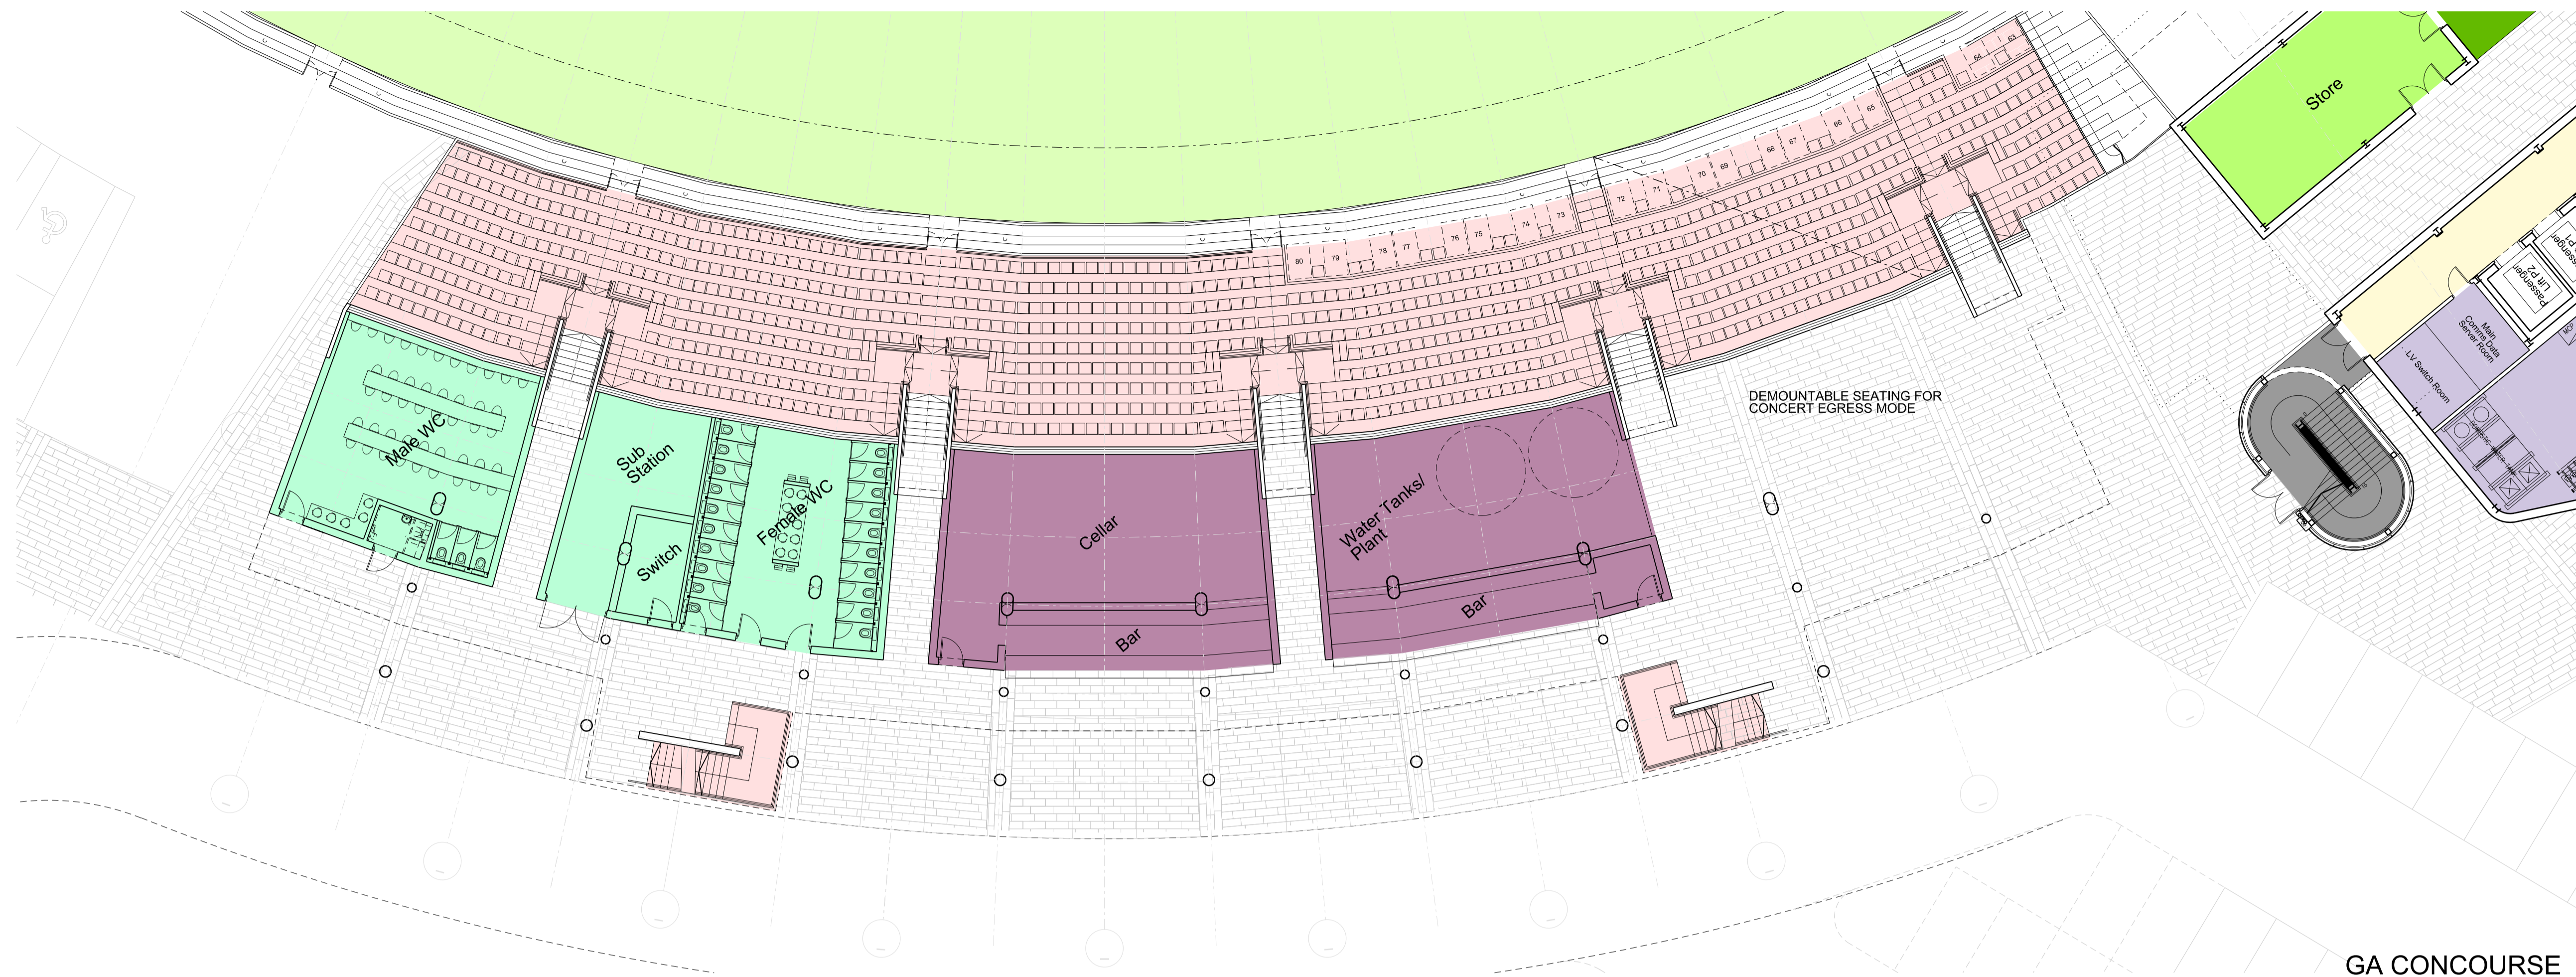 63
64
65
66
67
68
69
70
71
72
73
74
75
76
77
78
79
80
Store
Passenger
Lift P2
Main
Comms Data
Server Room
LV Switch Room
DEMOUNTABLE SEATING FOR
CONCERT EGRESS MODE
Male WC
Sub
Station
Switch
Female WC
Cellar
Bar
Water Tanks/
Plant
Bar
GA CONCOURSE